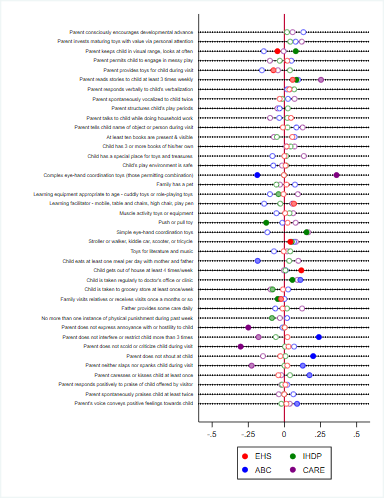 Parent consciously encourages developmental advance
Parent invests maturing toys with value via personal attention
Parent keeps child in visual range, looks at often
Parent permits child to engage in messy play
Parent provides toys for child during visit
Parent reads stories to child at least 3 times weekly
Parent responds verbally to child's verbalization
Parent spontaneously vocalized to child twice
Parent structures child's play periods
Parent talks to child while doing household work
Parent tells child name of object or person during visit
At least ten books are present & visible
Child has 3 or more books of his/her own
Child has a special place for toys and treasures
Child's play environment is safe
Complex eye-hand coordination toys (those permitting combination)
Family has a pet
Learning equipment appropriate to age - cuddly toys or role-playing toys
Learning facilitator - mobile, table and chairs, high chair, play pen
Muscle activity toys or equipment
Push or pull toy
Simple eye-hand coordination toys
Stroller or walker, kiddie car, scooter, or tricycle
Toys for literature and music
Child eats at least one meal per day with mother and father
Child gets out of house at least 4 times/week
Child is taken regularly to doctor's office or clinic
Child is taken to grocery store at least once/week
Family visits relatives or receives visits once a months or so
Father provides some care daily
No more than one instance of physical punishment during past week
Parent does not express annoyance with or hostility to child
Parent does not interfere or restrict child more than 3 times
Parent does not scold or criticize child during visit
Parent does not shout at child
Parent neither slaps nor spanks child during visit
Parent caresses or kisses child at least once
Parent responds positively to praise of child offered by visitor
Parent spontaneously praises child at least twice
Parent's voice conveys positive feelings towards child
-.5 -.25 0 .25 .5
EHS IHDP
ABC CARE